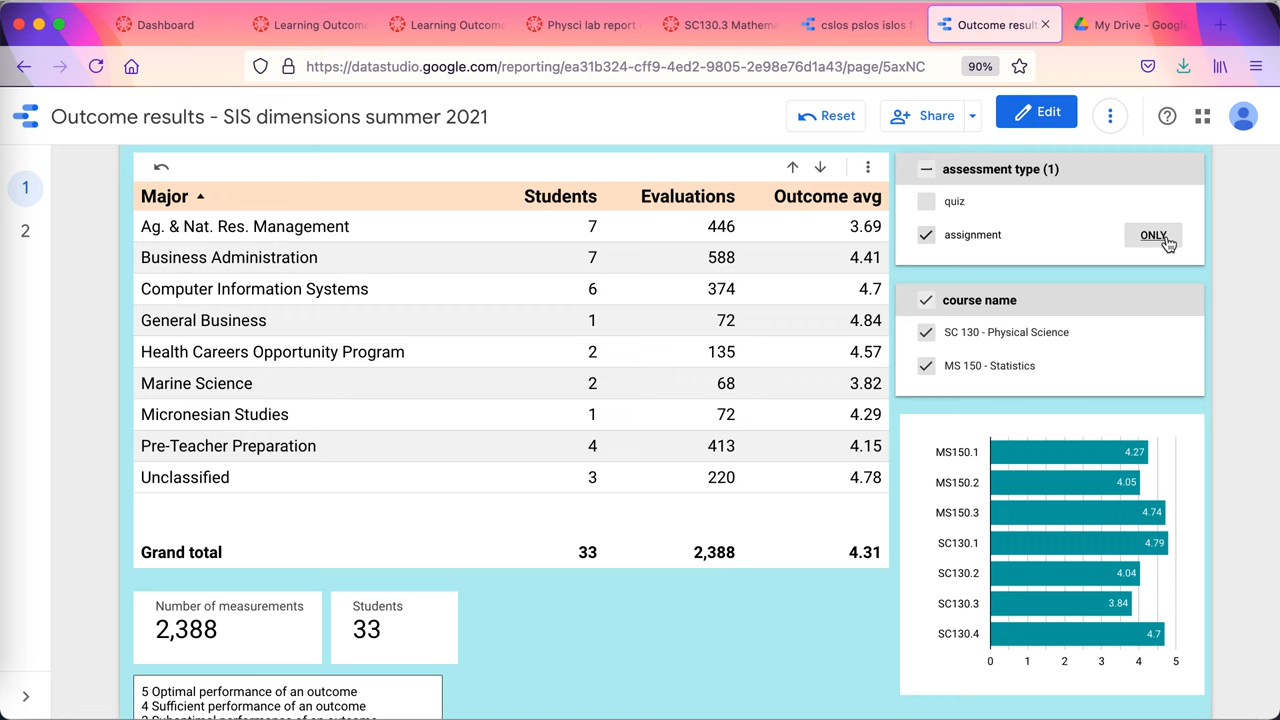 Dashboard
Learning Outcome
Learning Outcome
Physci lab report
SC130.3 Mathema
cslos pslos islos f
Outcome result
My Drive - Google
https://datastudio.google.com/reporting/ea31b324-cff9-4ed2-9805-2e98e76d1a43/page/5axNC
90%
Outcome results - SIS dimensions summer 2021
Reset
Share
Edit
1
2
Major Students Evaluations Outcome avg
Ag. & Nat. Res. Management 7 446 3.69
Business Administration 7 588 4.41
Computer Information Systems 6 374 4.7
General Business 1 72 4.84
Health Careers Opportunity Program 2 135 4.57
Marine Science 2 68 3.82
Micronesian Studies 1 72 4.29
Pre-Teacher Preparation 4 413 4.15
Unclassified 3 220 4.78
Grand total 33 2,388 4.31
Number of measurements
2,388
Students
33
5 Optimal performance of an outcome
4 Sufficient performance of an outcome
3 Suboptimal performance of an outcome
assessment type (1)
quiz
assignment ONLY
course name
SC 130 - Physical Science
MS 150 - Statistics
MS150.1 4.27
MS150.2 4.05
MS150.3 4.74
SC130.1 4.79
SC130.2 4.04
SC130.3 3.84
SC130.4 4.7
0 1 2 3 4 5